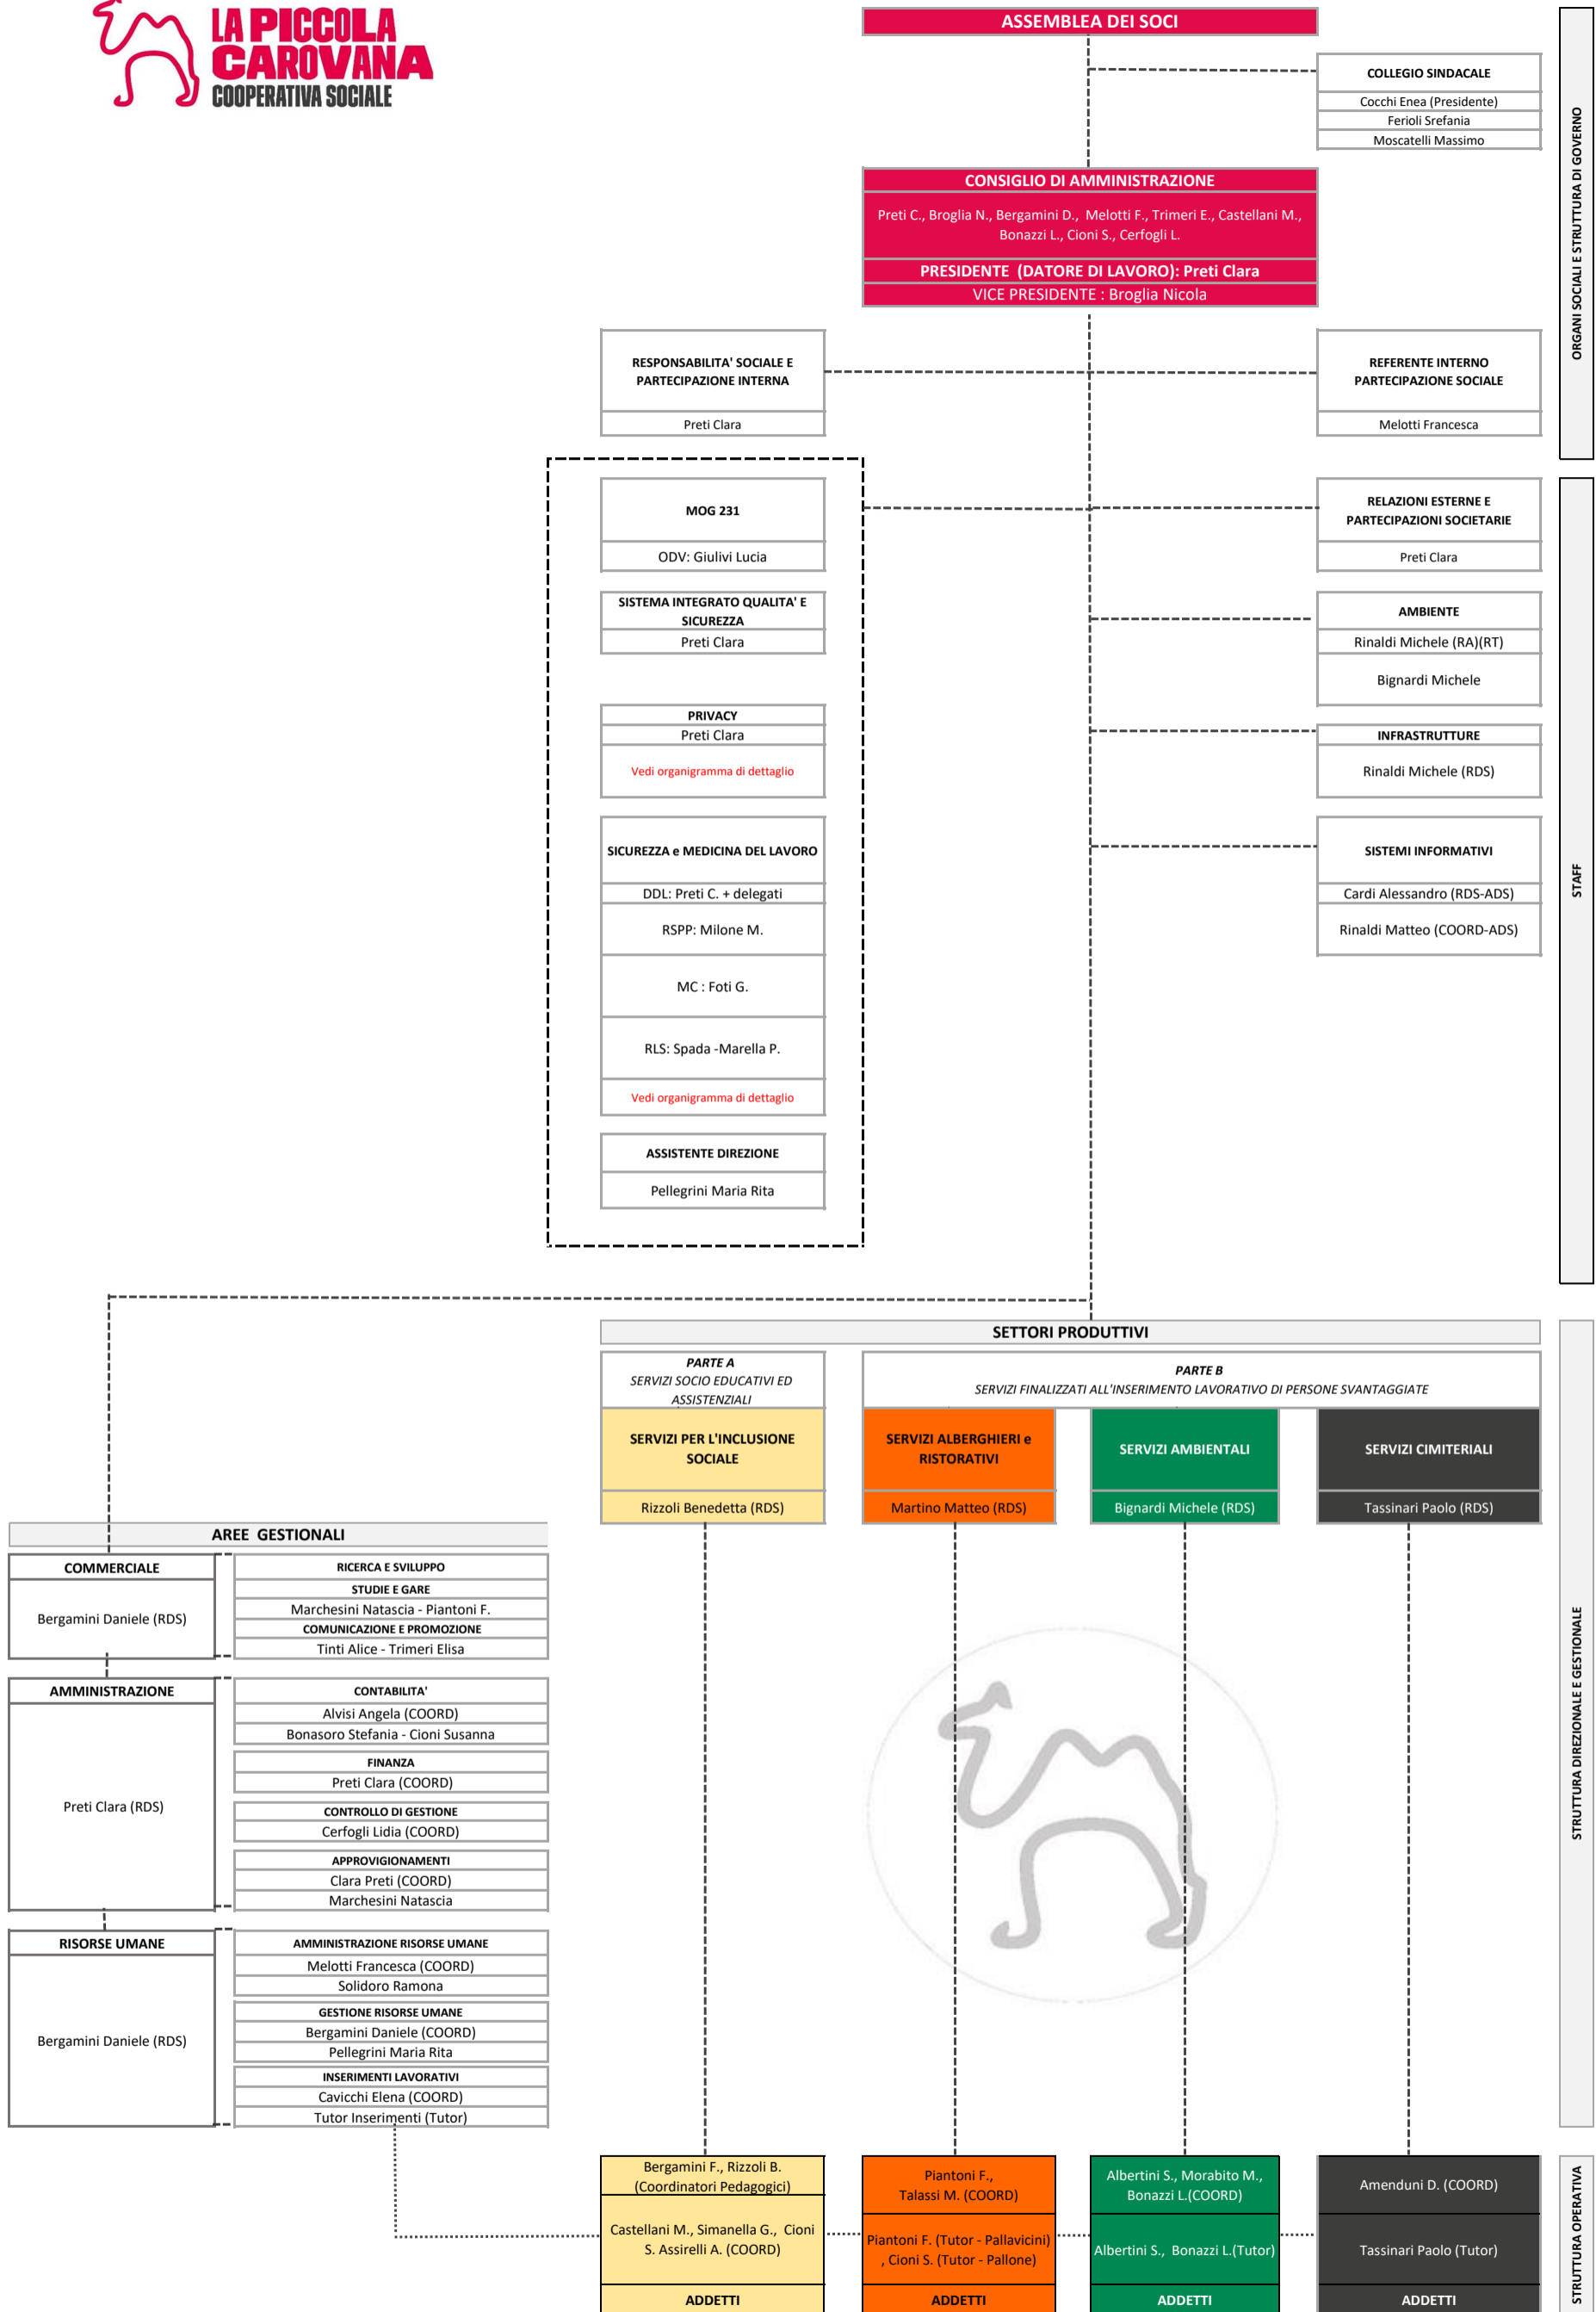 LA PICCOLA
CAROVANA
COOPERATIVA SOCIALE
ASSEMBLEA DEI SOCI
COLLEGIO SINDACALE
Cocchi Enea (Presidente)
Ferioli Srefania
Moscatelli Massimo
CONSIGLIO DI AMMINISTRAZIONE
Preti C., Broglia N., Bergamini D., Melotti F., Trimeri E., Castellani M.,
Bonazzi L., Cioni S., Cerfogli L.
PRESIDENTE (DATORE DI LAVORO): Preti Clara
VICE PRESIDENTE : Broglia Nicola
ORGANI SOCIALI E STRUTTURA DI GOVERNO
RESPONSABILITA' SOCIALE E
PARTECIPAZIONE INTERNA
Preti Clara
REFERENTE INTERNO
PARTECIPAZIONE SOCIALE
Melotti Francesca
MOG 231
ODV: Giulivi Lucia
SISTEMA INTEGRATO QUALITA' E
SICUREZZA
Preti Clara
PRIVACY
Preti Clara
Vedi organigramma di dettaglio
SICUREZZA e MEDICINA DEL LAVORO
DDL: Preti C. + delegati
RSPP: Milone M.
MC : Foti G.
RLS: Spada -Marella P.
Vedi organigramma di dettaglio
ASSISTENTE DIREZIONE
Pellegrini Maria Rita
RELAZIONI ESTERNE E
PARTECIPAZIONI SOCIETARIE
Preti Clara
AMBIENTE
Rinaldi Michele (RA)(RT)
Bignardi Michele
INFRASTRUTTURE
Rinaldi Michele (RDS)
SISTEMI INFORMATIVI
Cardi Alessandro (RDS-ADS)
Rinaldi Matteo (COORD-ADS)
STAFF
SETTORI PRODUTTIVI
PARTE A
SERVIZI SOCIO EDUCATIVI ED
ASSISTENZIALI
PARTE B
SERVIZI FINALIZZATI ALL'INSERIMENTO LAVORATIVO DI PERSONE SVANTAGGIATE
SERVIZI PER L'INCLUSIONE
SOCIALE
Rizzoli Benedetta (RDS)
SERVIZI ALBERGHIERI e
RISTORATIVI
Martino Matteo (RDS)
SERVIZI AMBIENTALI
Bignardi Michele (RDS)
SERVIZI CIMITERIALI
Tassinari Paolo (RDS)
AREE GESTIONALI
COMMERCIALE
Bergamini Daniele (RDS)
RICERCA E SVILUPPO
STUDIE E GARE
Marchesini Natascia - Piantoni F.
COMUNICAZIONE E PROMOZIONE
Tinti Alice - Trimeri Elisa
AMMINISTRAZIONE
Preti Clara (RDS)
CONTABILITA'
Alvisi Angela (COORD)
Bonasoro Stefania - Cioni Susanna
FINANZA
Preti Clara (COORD)
CONTROLLO DI GESTIONE
Cerfogli Lidia (COORD)
APPROVIGIONAMENTI
Clara Preti (COORD)
Marchesini Natascia
RISORSE UMANE
Bergamini Daniele (RDS)
AMMINISTRAZIONE RISORSE UMANE
Melotti Francesca (COORD)
Solidoro Ramona
GESTIONE RISORSE UMANE
Bergamini Daniele (COORD)
Pellegrini Maria Rita
INSERIMENTI LAVORATIVI
Cavicchi Elena (COORD)
Tutor Inserimenti (Tutor)
STRUTTURA DIREZIONALE E GESTIONALE
Bergamini F., Rizzoli B.
(Coordinatori Pedagogici)
Castellani M., Simanella G., Cioni
S. Assirelli A. (COORD)
ADDETTI
Piantoni F.,
Talassi M. (COORD)
Piantoni F. (Tutor - Pallavicini)
, Cioni S. (Tutor - Pallone)
ADDETTI
Albertini S., Morabito M.,
Bonazzi L.(COORD)
Albertini S., Bonazzi L.(Tutor)
ADDETTI
Amenduni D. (COORD)
Tassinari Paolo (Tutor)
ADDETTI
STRUTTURA OPERATIVA